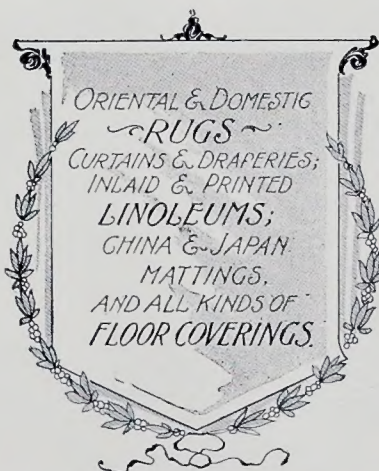 ORIENTAL & DOMESTIC
RUGS
CURTAINS & DRAPERIES;
INLAID & PRINTED
LINOLEUMS;
CHINA & JAPAN
MATTINGS,
AND ALL KINDS OF
FLOOR COVERINGS.